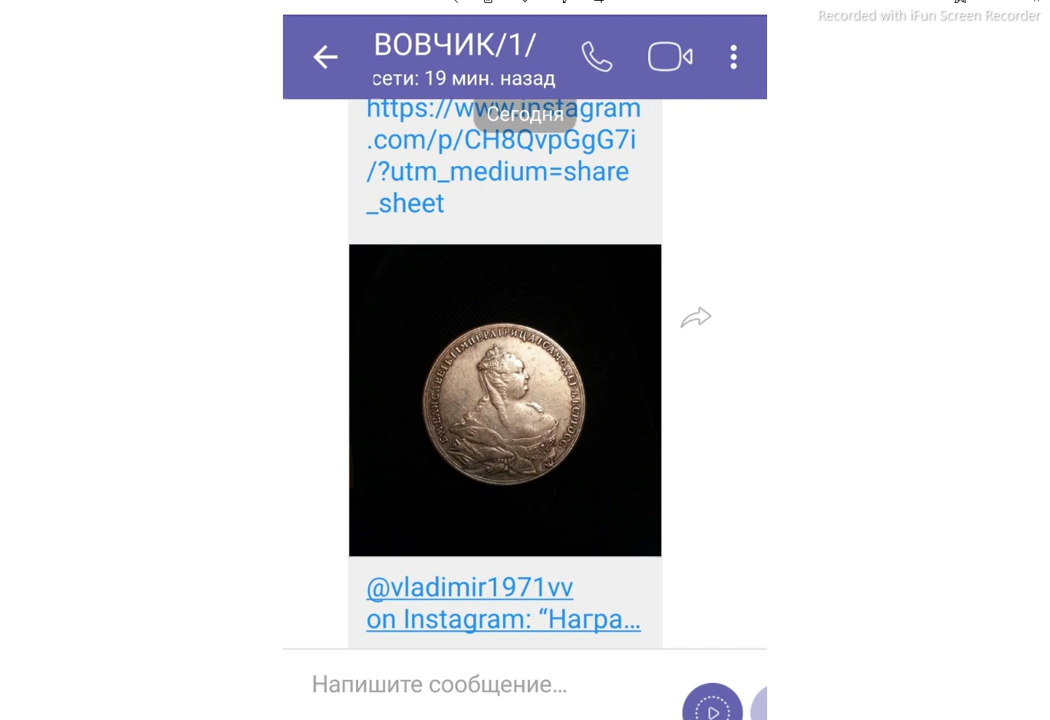 Recorded with iFun Screen Recorder
ВОВЧИК/1/
сети: 19 мин. назад
https://www.instagram
Сегодня
.com/p/CH8QvpGgG7i
/?utm_medium=share
_sheet
@vladimir1971vv
on Instagram: “Награ...
Напишите сообщение...